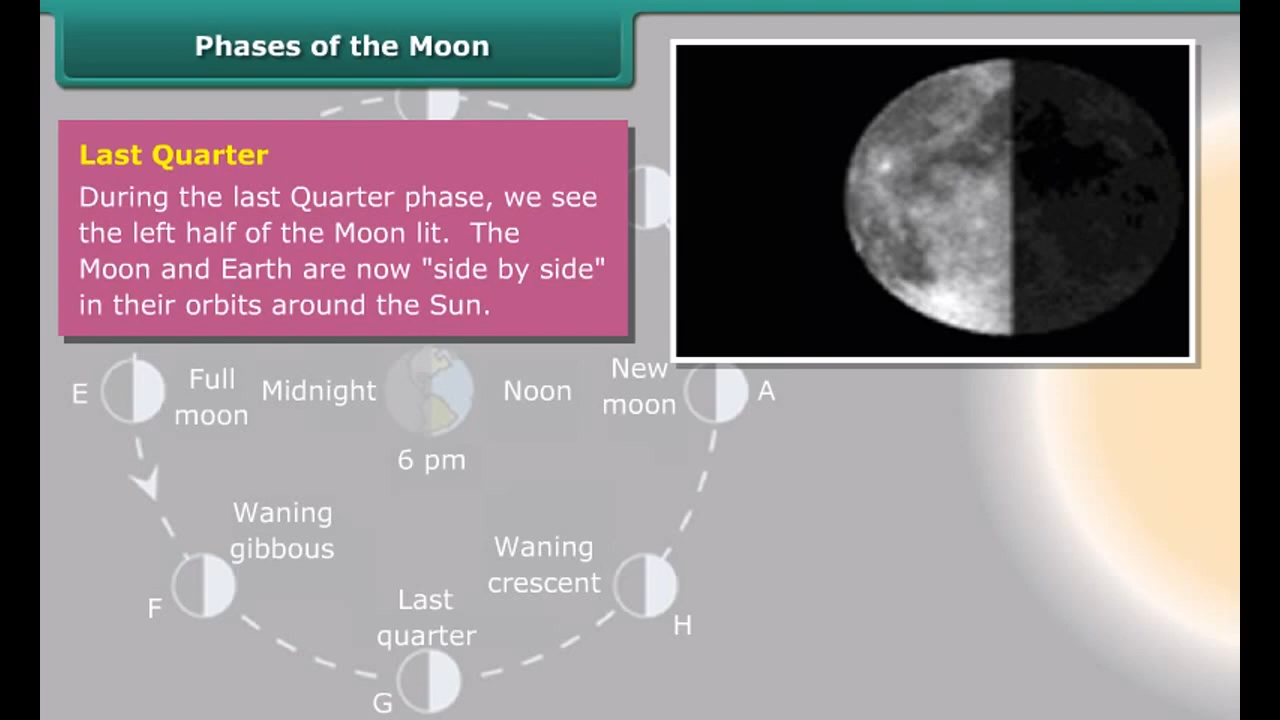 Phases of the Moon
Last Quarter
During the last Quarter phase, we see
the left half of the Moon lit.  The
Moon and Earth are now "side by side"
in their orbits around the Sun.
E
Full
moon
Midnight
Noon
New
moon
A
6 pm
Waning
gibbous
Waning
crescent
F
Last
quarter
H
G